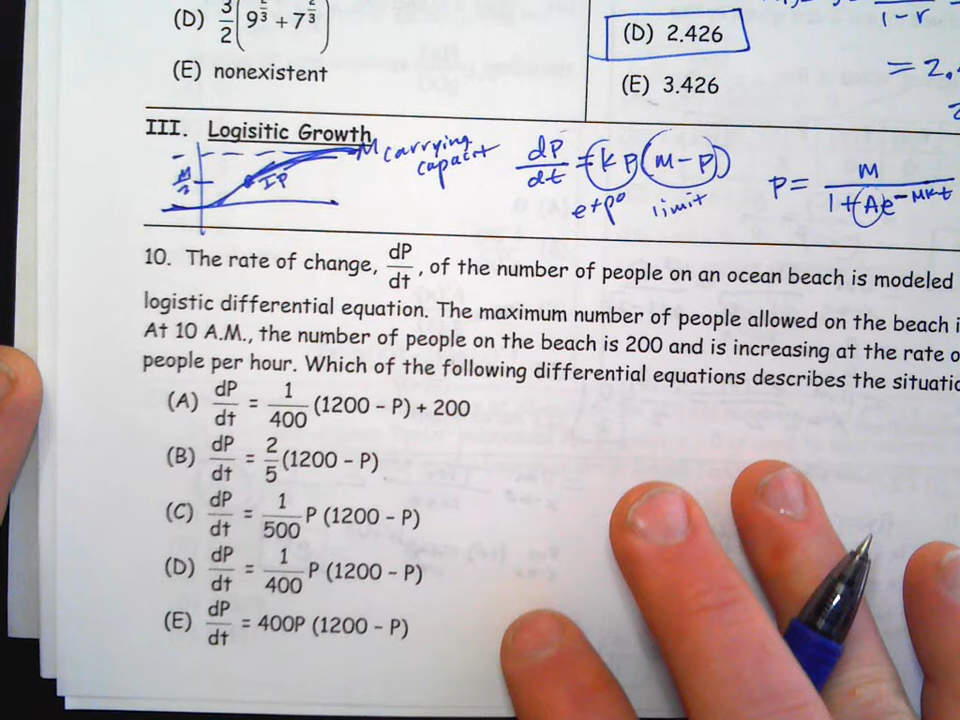 (D) 3/2 (9^{2/3} + 7^{2/3})
(E) nonexistent
(D) 2.426
(E) 3.426
1-r
= 2.
III. Logisitic Growth
M/2
IP
M carrying
capacit
dP/dt = kP(M-P)
limit
P = M/(1+Ae^{-Mkt})
10. The rate of change, dP/dt, of the number of people on an ocean beach is modeled
logistic differential equation. The maximum number of people allowed on the beach i
At 10 A.M., the number of people on the beach is 200 and is increasing at the rate o
people per hour. Which of the following differential equations describes the situatio
(A) dP/dt = 1/400 (1200 - P) + 200
(B) dP/dt = 2/5 (1200 - P)
(C) dP/dt = 1/500 P (1200 - P)
(D) dP/dt = 1/400 P (1200 - P)
(E) dP/dt = 400P (1200 - P)